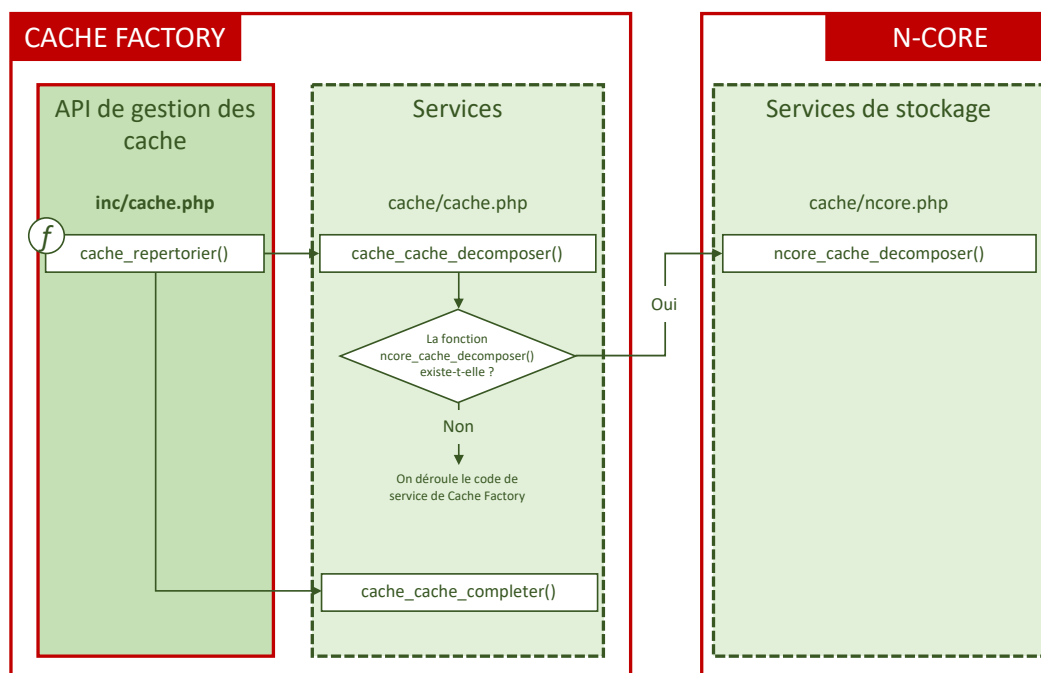 CACHE FACTORY
N-CORE
API de gestion des
cache
Services
Services de stockage
inc/cache.php
cache/cache.php
cache/ncore.php
f
cache_repertorier()
cache_cache_decomposer()
ncore_cache_decomposer()
Oui
La fonction
ncore_cache_decomposer()
existe-t-elle ?
Non
On déroule le code de
service de Cache Factory
cache_cache_completer()